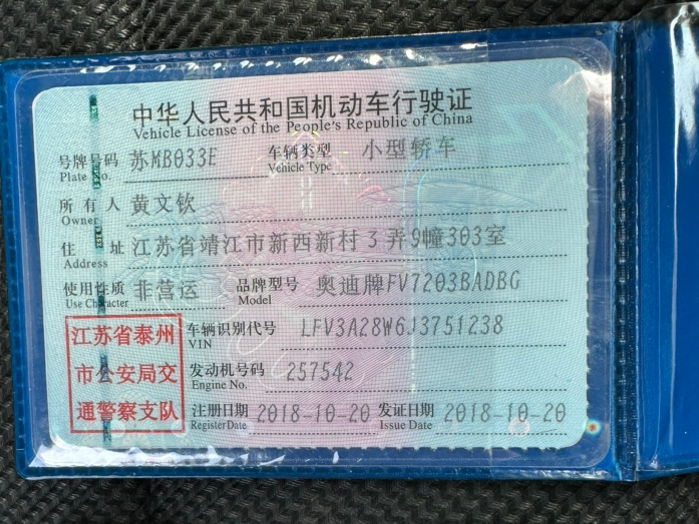 中华人民共和国机动车行驶证
Vehicle License of the People's Republic of China
号牌号码 苏MB033E 车辆类型 小型轿车
Plate No. Vehicle Type
所有人 黄文钦
Owner
住址 江苏省靖江市新西新村3弄9幢303室
Address
使用性质 非营运 品牌型号 奥迪牌FV7203BADBG
Use Character Model
江苏省泰州 车辆识别代号 LFV3A28W6J3751238
VIN
市公安局交 发动机号码 257542
Engine No.
通警察支队 注册日期 2018-10-20 发证日期 2018-10-20
Register Date Issue Date